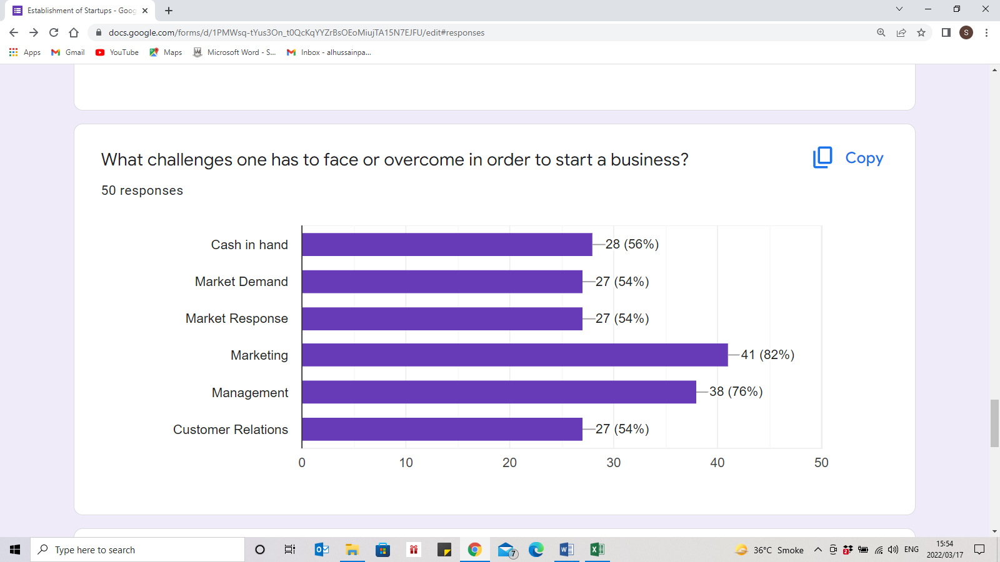 Establishment of Startups - Goog
docs.google.com/forms/d/1PMWsq-tYus3On_t0QcKqYYZrBsOEoMiujTA15N7EJFU/edit#responses
S
Apps
Gmail
YouTube
Maps
Microsoft Word - S...
Inbox - alhussainpa...
What challenges one has to face or overcome in order to start a business?
Copy
50 responses
Cash in hand
28 (56%)
Market Demand
27 (54%)
Market Response
27 (54%)
Marketing
41 (82%)
Management
38 (76%)
Customer Relations
27 (54%)
0 10 20 30 40 50
Type here to search
7
36°C Smoke
2
ENG
15:54
2022/03/17